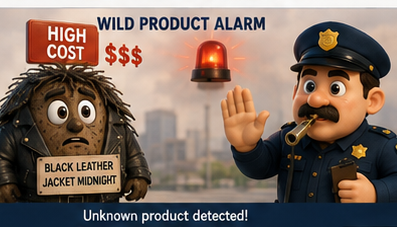 WILD PRODUCT ALARM
HIGH
COST
$$$
BLACK LEATHER
JACKET MIDNIGHT
Unknown product detected!